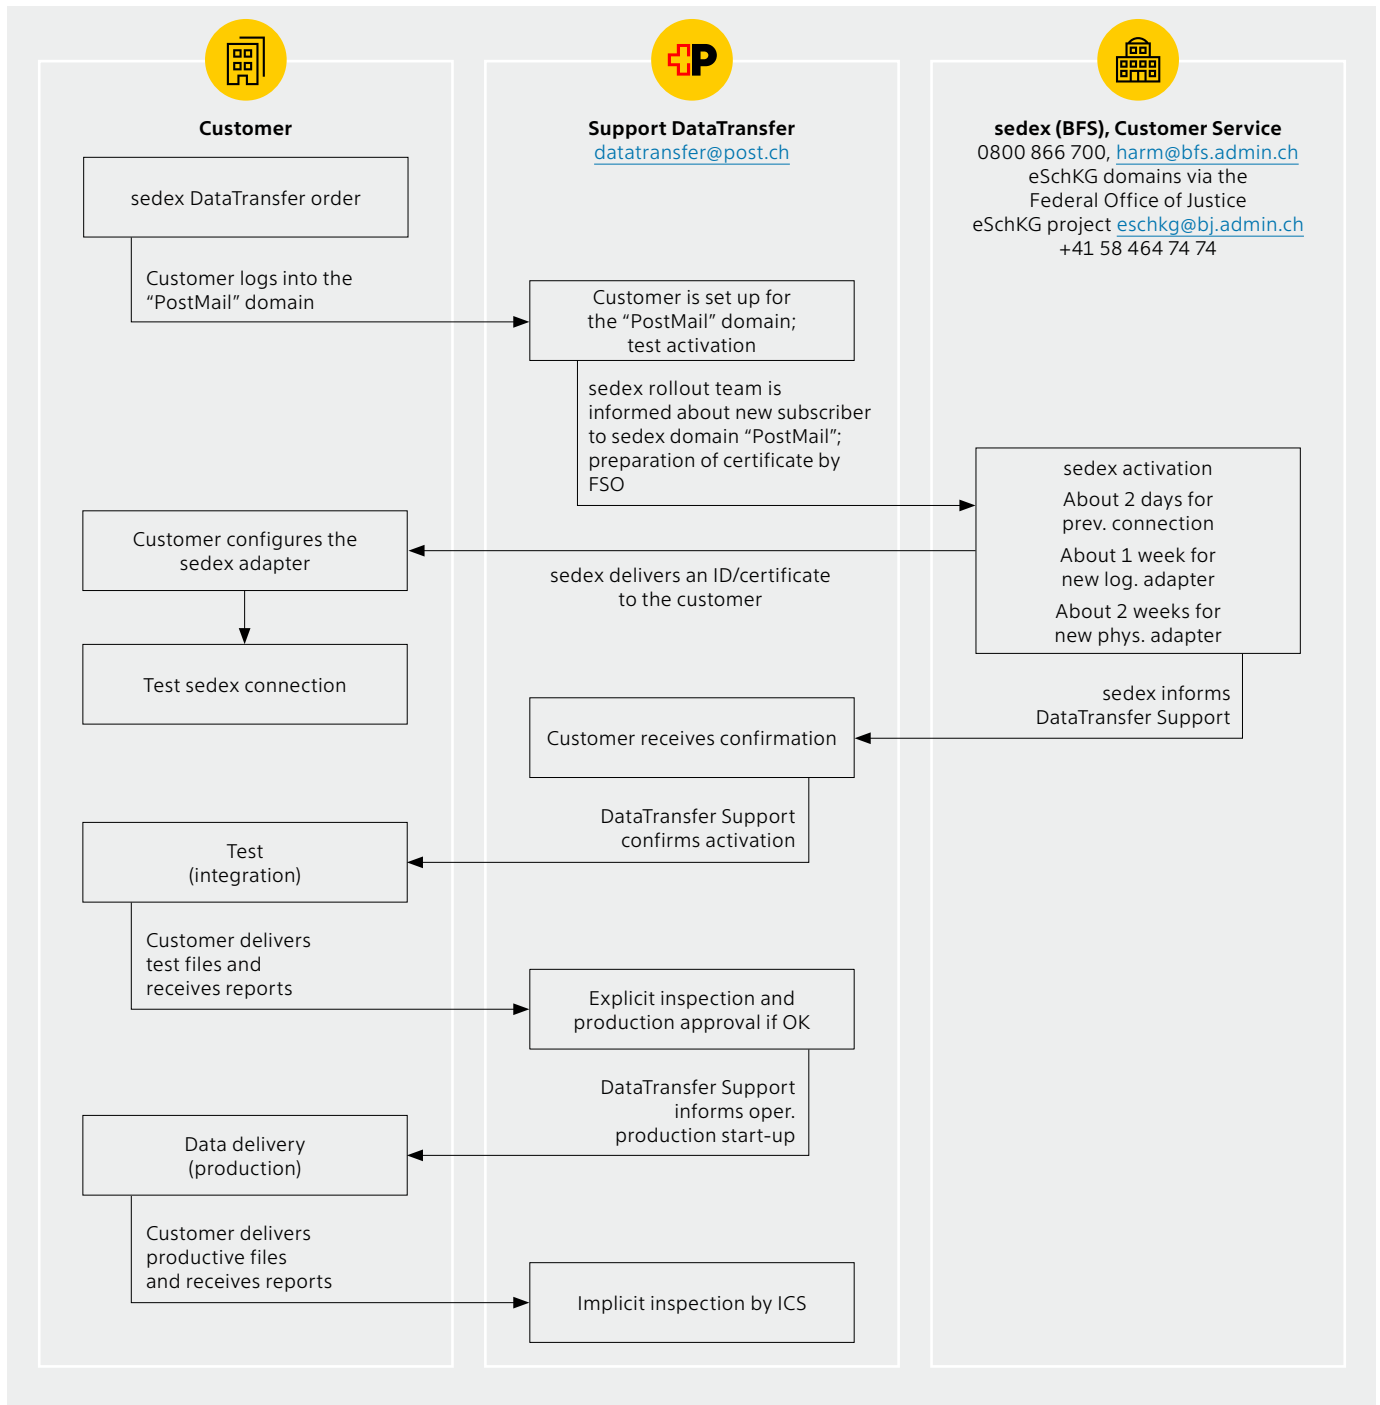 Customer
sedex DataTransfer order
Customer logs into the
“PostMail” domain
P
Support DataTransfer
datatransfer@post.ch
sedex (BFS), Customer Service
0800 866 700, harm@bfs.admin.ch
eSchKG domains via the
Federal Office of Justice
eSchKG project eschkg@bj.admin.ch
+41 58 464 74 74
Customer is set up for
the “PostMail” domain;
test activation
sedex rollout team is
informed about new subscriber
to sedex domain “PostMail”;
preparation of certificate by
FSO
sedex activation
About 2 days for
prev. connection
About 1 week for
new log. adapter
About 2 weeks for
new phys. adapter
sedex delivers an ID/certificate
to the customer
Customer configures the
sedex adapter
Test sedex connection
sedex informs
DataTransfer Support
Customer receives confirmation
DataTransfer Support
confirms activation
Test
(integration)
Customer delivers
test files and
receives reports
Explicit inspection and
production approval if OK
DataTransfer Support
informs oper.
production start-up
Data delivery
(production)
Customer delivers
productive files
and receives reports
Implicit inspection by ICS